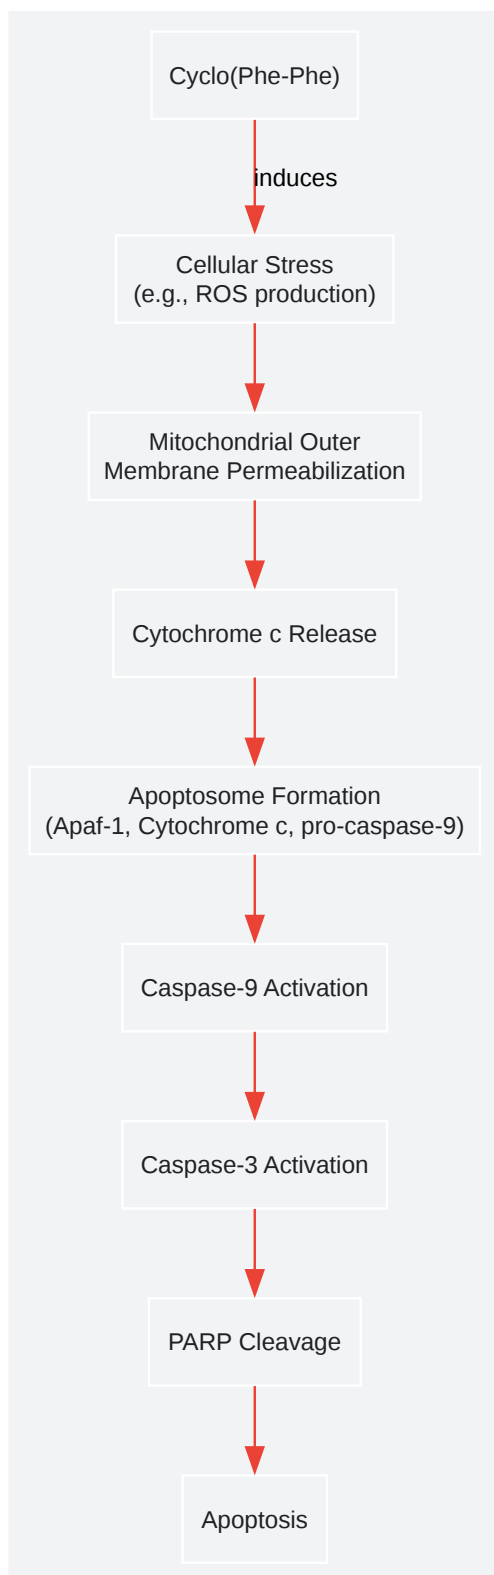 Cyclo(Phe-Phe)
induces
Cellular Stress
(e.g., ROS production)
Mitochondrial Outer
Membrane Permeabilization
Cytochrome c Release
Apoptosome Formation
(Apaf-1, Cytochrome c, pro-caspase-9)
Caspase-9 Activation
Caspase-3 Activation
PARP Cleavage
Apoptosis